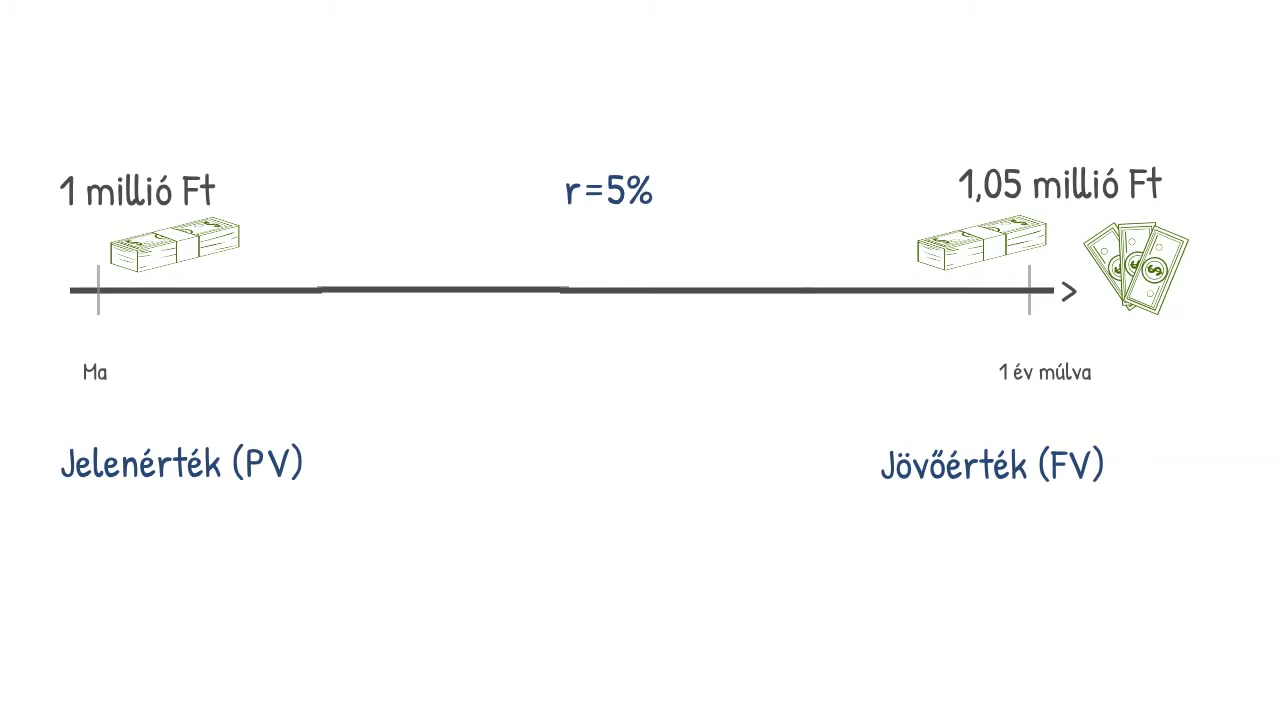 1 millió Ft
r=5%
1,05 millió Ft
Ma
1 év múlva
Jelenérték (PV)
Jövőérték (FV)